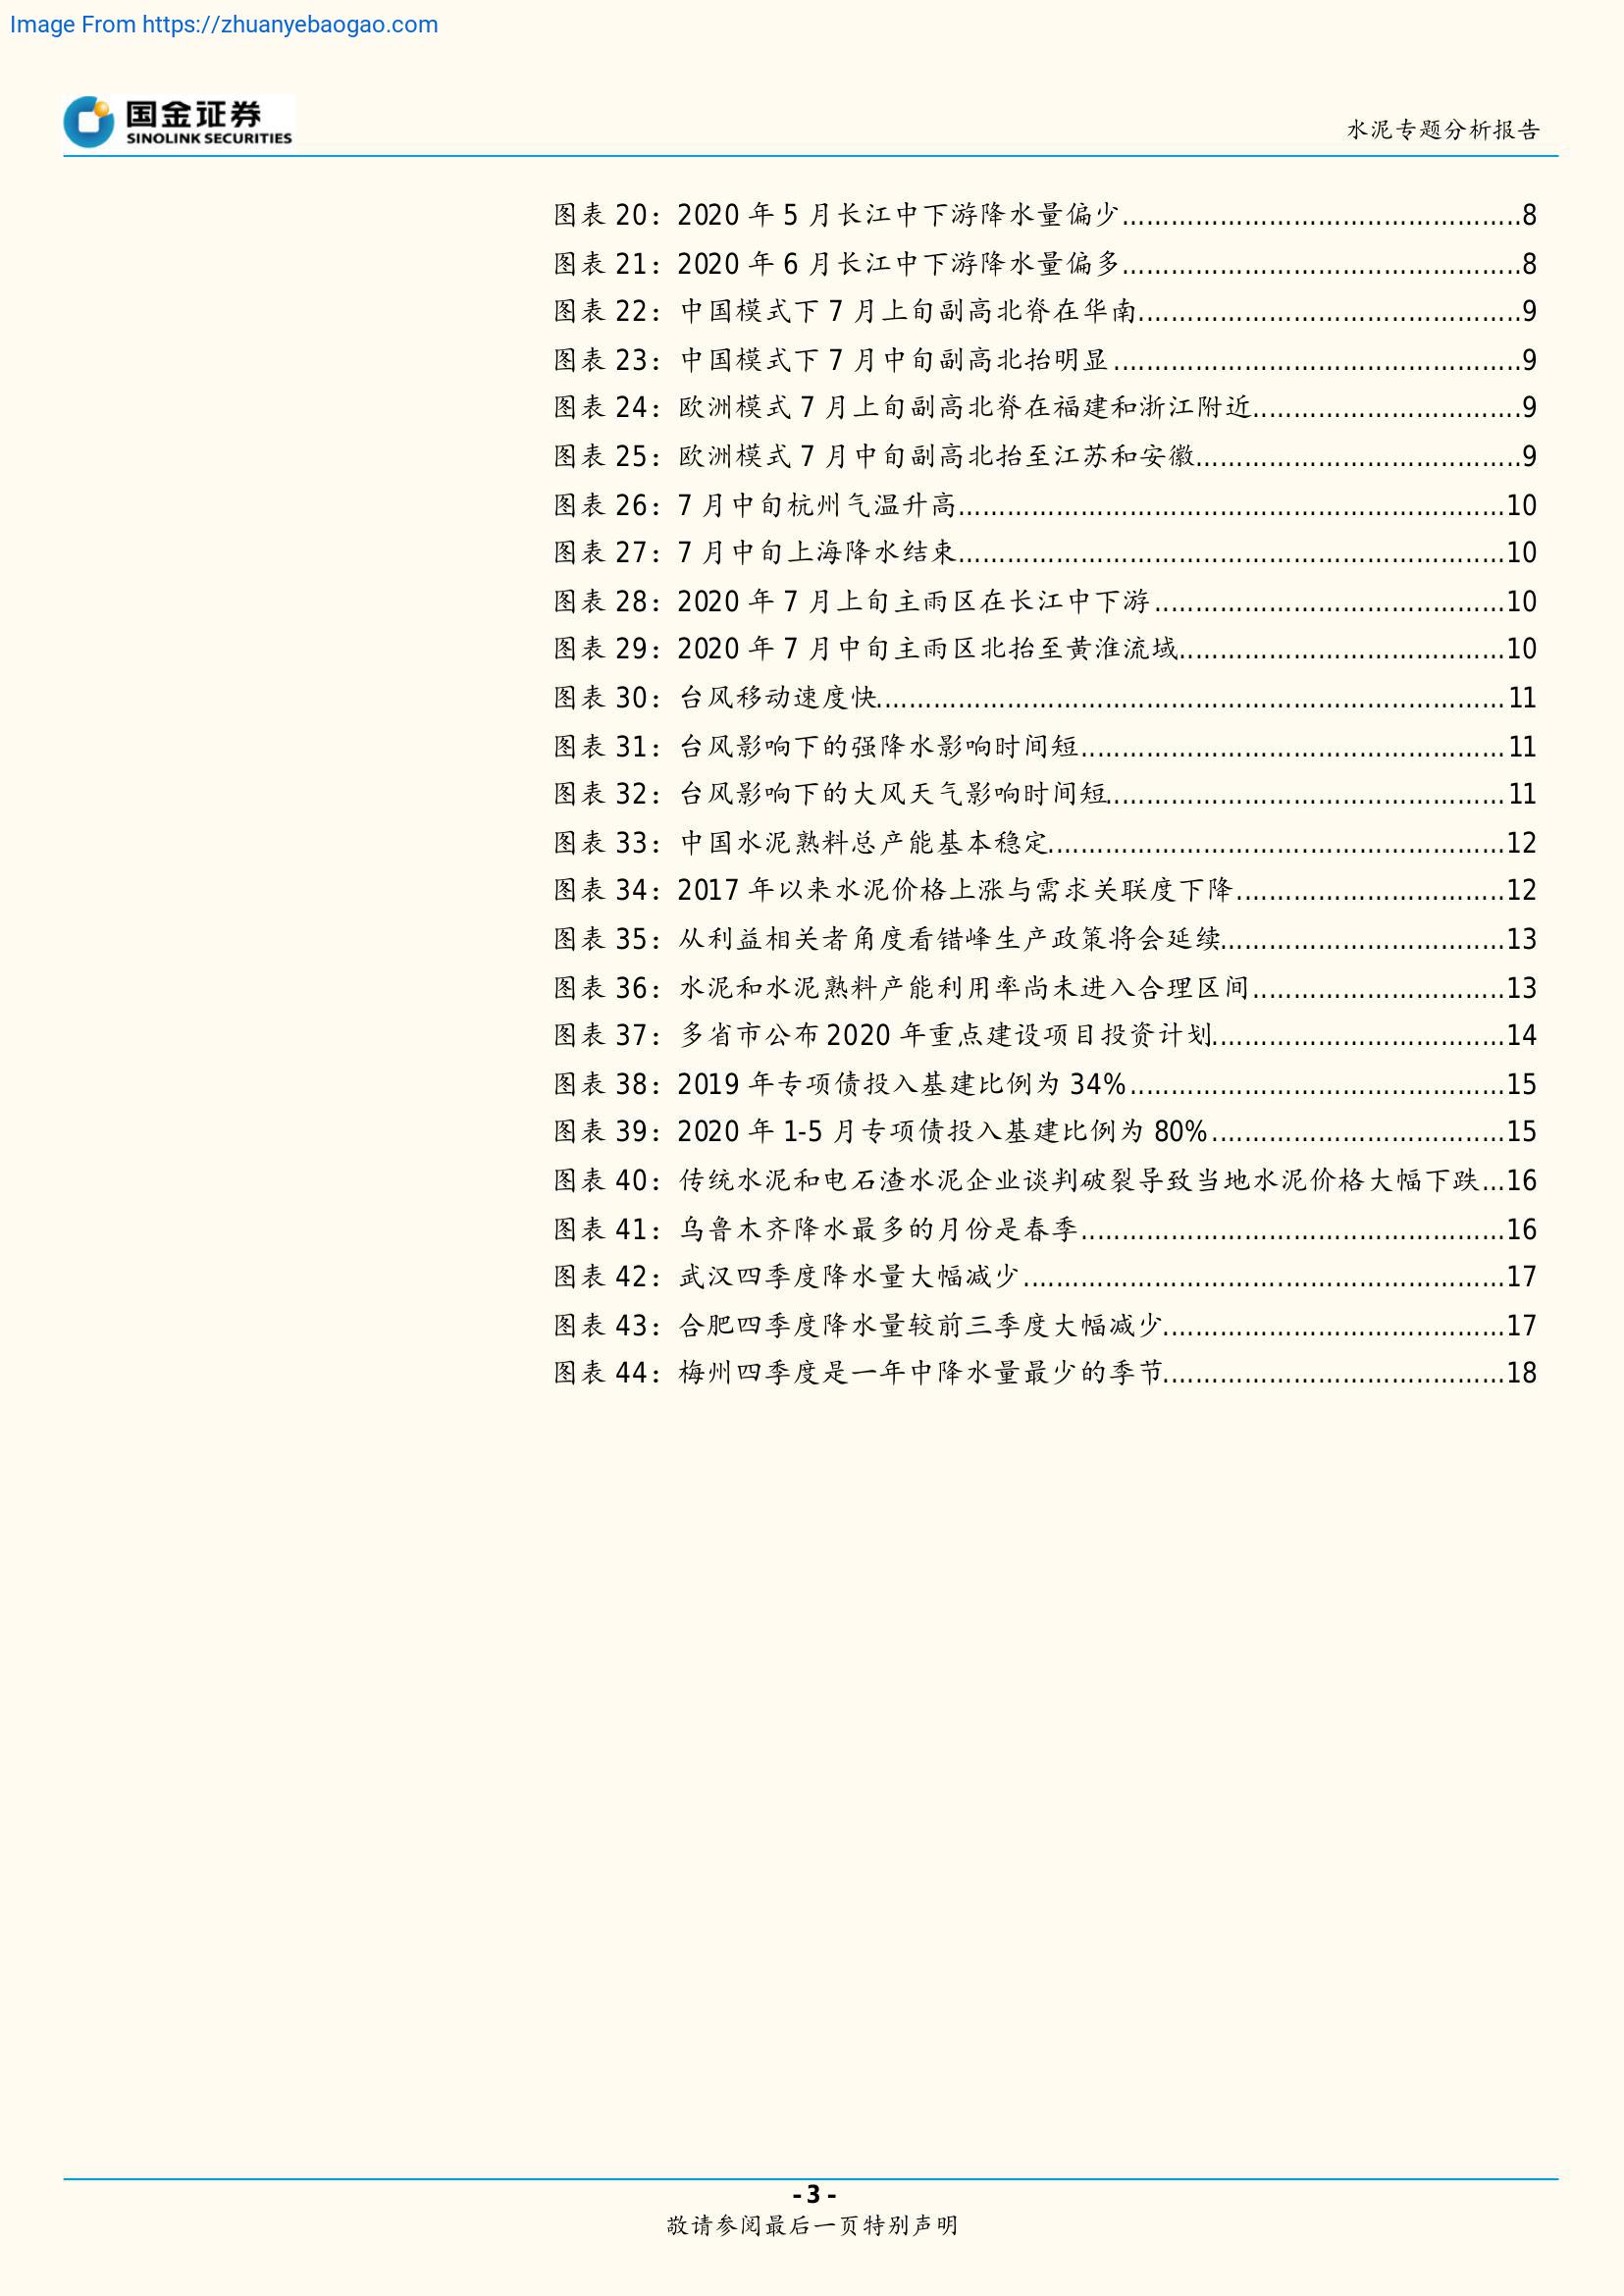 Image From https://zhuanyebaogao.com
国金证券
SINOLINK SECURITIES
水泥专题分析报告
图表 20：2020 年 5 月长江中下游降水量偏少................................................8
图表 21：2020 年 6 月长江中下游降水量偏多................................................8
图表 22：中国模式下 7 月上旬副高北脊在华南..............................................9
图表 23：中国模式下 7 月中旬副高北抬明显.................................................9
图表 24：欧洲模式 7 月上旬副高北脊在福建和浙江附近................................9
图表 25：欧洲模式 7 月中旬副高北抬至江苏和安徽.......................................9
图表 26：7 月中旬杭州气温升高..................................................................10
图表 27：7 月中旬上海降水结束..................................................................10
图表 28：2020 年 7 月上旬主雨区在长江中下游..........................................10
图表 29：2020 年 7 月中旬主雨区北抬至黄淮流域.......................................10
图表 30：台风移动速度快............................................................................11
图表 31：台风影响下的强降水影响时间短...................................................11
图表 32：台风影响下的大风天气影响时间短................................................11
图表 33：中国水泥熟料总产能基本稳定.......................................................12
图表 34：2017 年以来水泥价格上涨与需求关联度下降................................12
图表 35：从利益相关者角度看错峰生产政策将会延续..................................13
图表 36：水泥和水泥熟料产能利用率尚未进入合理区间..............................13
图表 37：多省市公布 2020 年重点建设项目投资计划...................................14
图表 38：2019 年专项债投入基建比例为 34%.............................................15
图表 39：2020 年 1-5 月专项债投入基建比例为 80%...................................15
图表 40：传统水泥和电石渣水泥企业谈判破裂导致当地水泥价格大幅下跌...16
图表 41：乌鲁木齐降水最多的月份是春季...................................................16
图表 42：武汉四季度降水量大幅减少..........................................................17
图表 43：合肥四季度降水量较前三季度大幅减少.........................................17
图表 44：梅州四季度是一年中降水量最少的季节.........................................18
- 3 -
敬请参阅最后一页特别声明